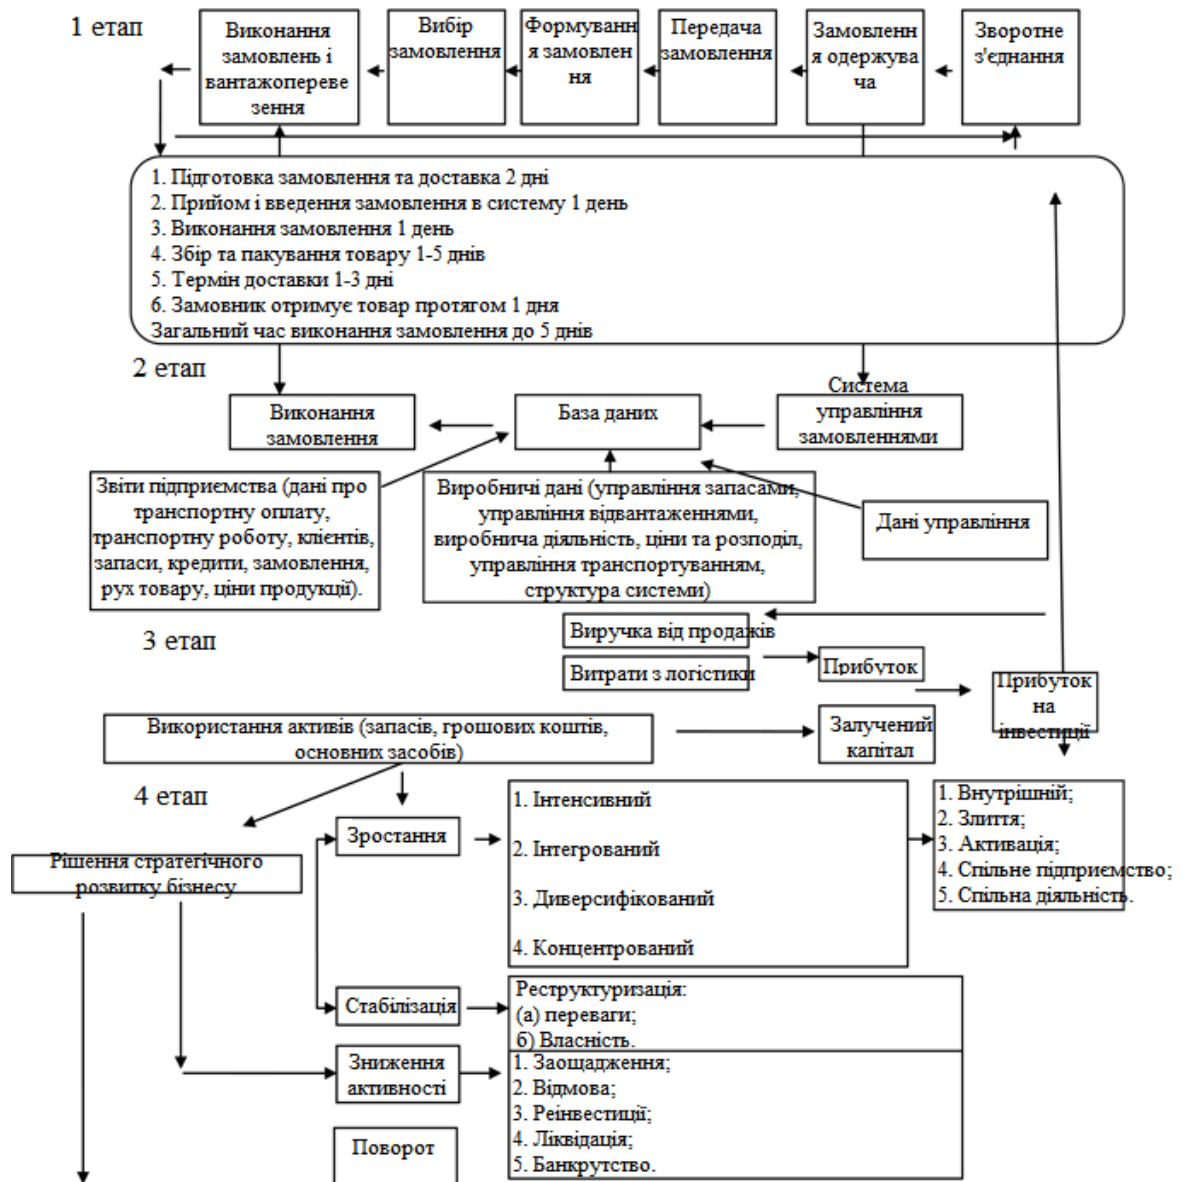 1 етап
Виконання
замовлень і
вантажопереве
зення
Вибір
замовлення
Формуванн
я замовлен
ня
Передача
замовлення
Замовленн
я одержува
ча
Зворотне
з'єднання
1. Підготовка замовлення та доставка 2 дні
2. Прийом і введення замовлення в систему 1 день
3. Виконання замовлення 1 день
4. Збір та пакування товару 1-5 днів
5. Термін доставки 1-3 дні
6. Замовник отримує товар протягом 1 дня
Загальний час виконання замовлення до 5 днів
2 етап
Виконання
замовлення
База даних
Система
управління
замовленнями
Звіти підприємства (дані про
транспортну оплату,
транспортну роботу, клієнтів,
запаси, кредити, замовлення,
рух товару, ціни продукції).
Виробничі дані (управління запасами,
управління відвантаженнями,
виробнича діяльність, ціни та розподіл,
управління транспортуванням,
структура системи)
Дані управління
3 етап
Виручка від продажів
Витрати з логістики
Прибуток
Прибуток
на
інвестиції
Використання активів (запасів, грошових коштів,
основних засобів)
Залучений
капітал
4 етап
Рішення стратегічного
розвитку бізнесу
Зростання
1. Інтенсивний
2. Інтегрований
3. Диверсифікований
4. Концентрований
1. Внутрішній;
2. Злиття;
3. Активація;
4. Спільне підприємство;
5. Спільна діяльність.
Стабілізація
Реструктуризація:
(а) переваги;
б) Власність.
Зниження
активності
1. Заощадження;
2. Відмова;
3. Реінвестиції;
4. Ліквідація;
5. Банкрутство.
Поворот